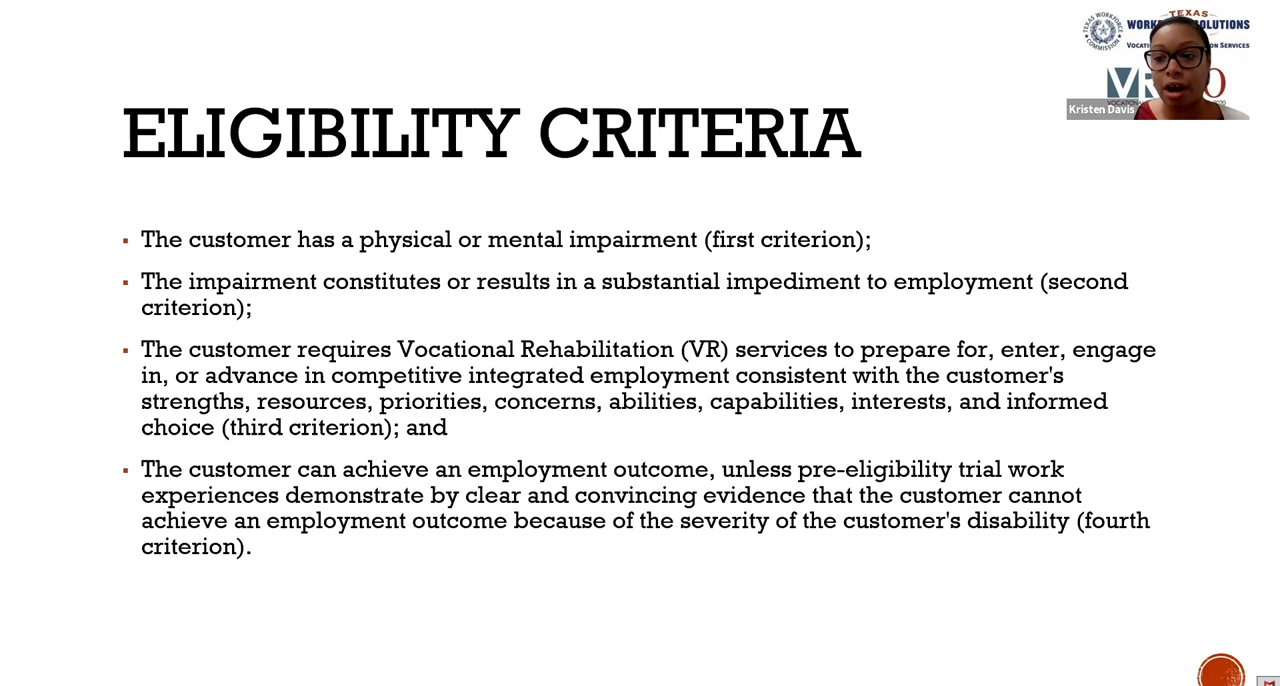 TEXAS
TEXAS WORKFORCE COMMISSION
ELIGIBILITY CRITERIA
Kristen Davis
The customer has a physical or mental impairment (first criterion);
The impairment constitutes or results in a substantial impediment to employment (second
criterion);
The customer requires Vocational Rehabilitation (VR) services to prepare for, enter, engage
in, or advance in competitive integrated employment consistent with the customer's
strengths, resources, priorities, concerns, abilities, capabilities, interests, and informed
choice (third criterion); and
The customer can achieve an employment outcome, unless pre-eligibility trial work
experiences demonstrate by clear and convincing evidence that the customer cannot
achieve an employment outcome because of the severity of the customer's disability (fourth
criterion).